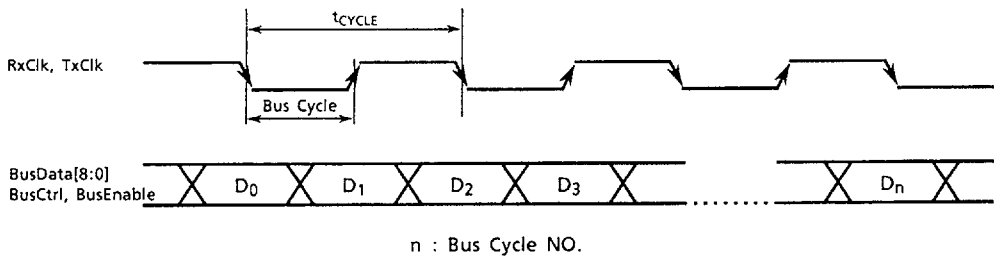 tCYCLE
RxClk, TxClk
Bus Cycle
BusData[8:0]
BusCtrl, BusEnable
D0 D1 D2 D3 Dn
n : Bus Cycle NO.